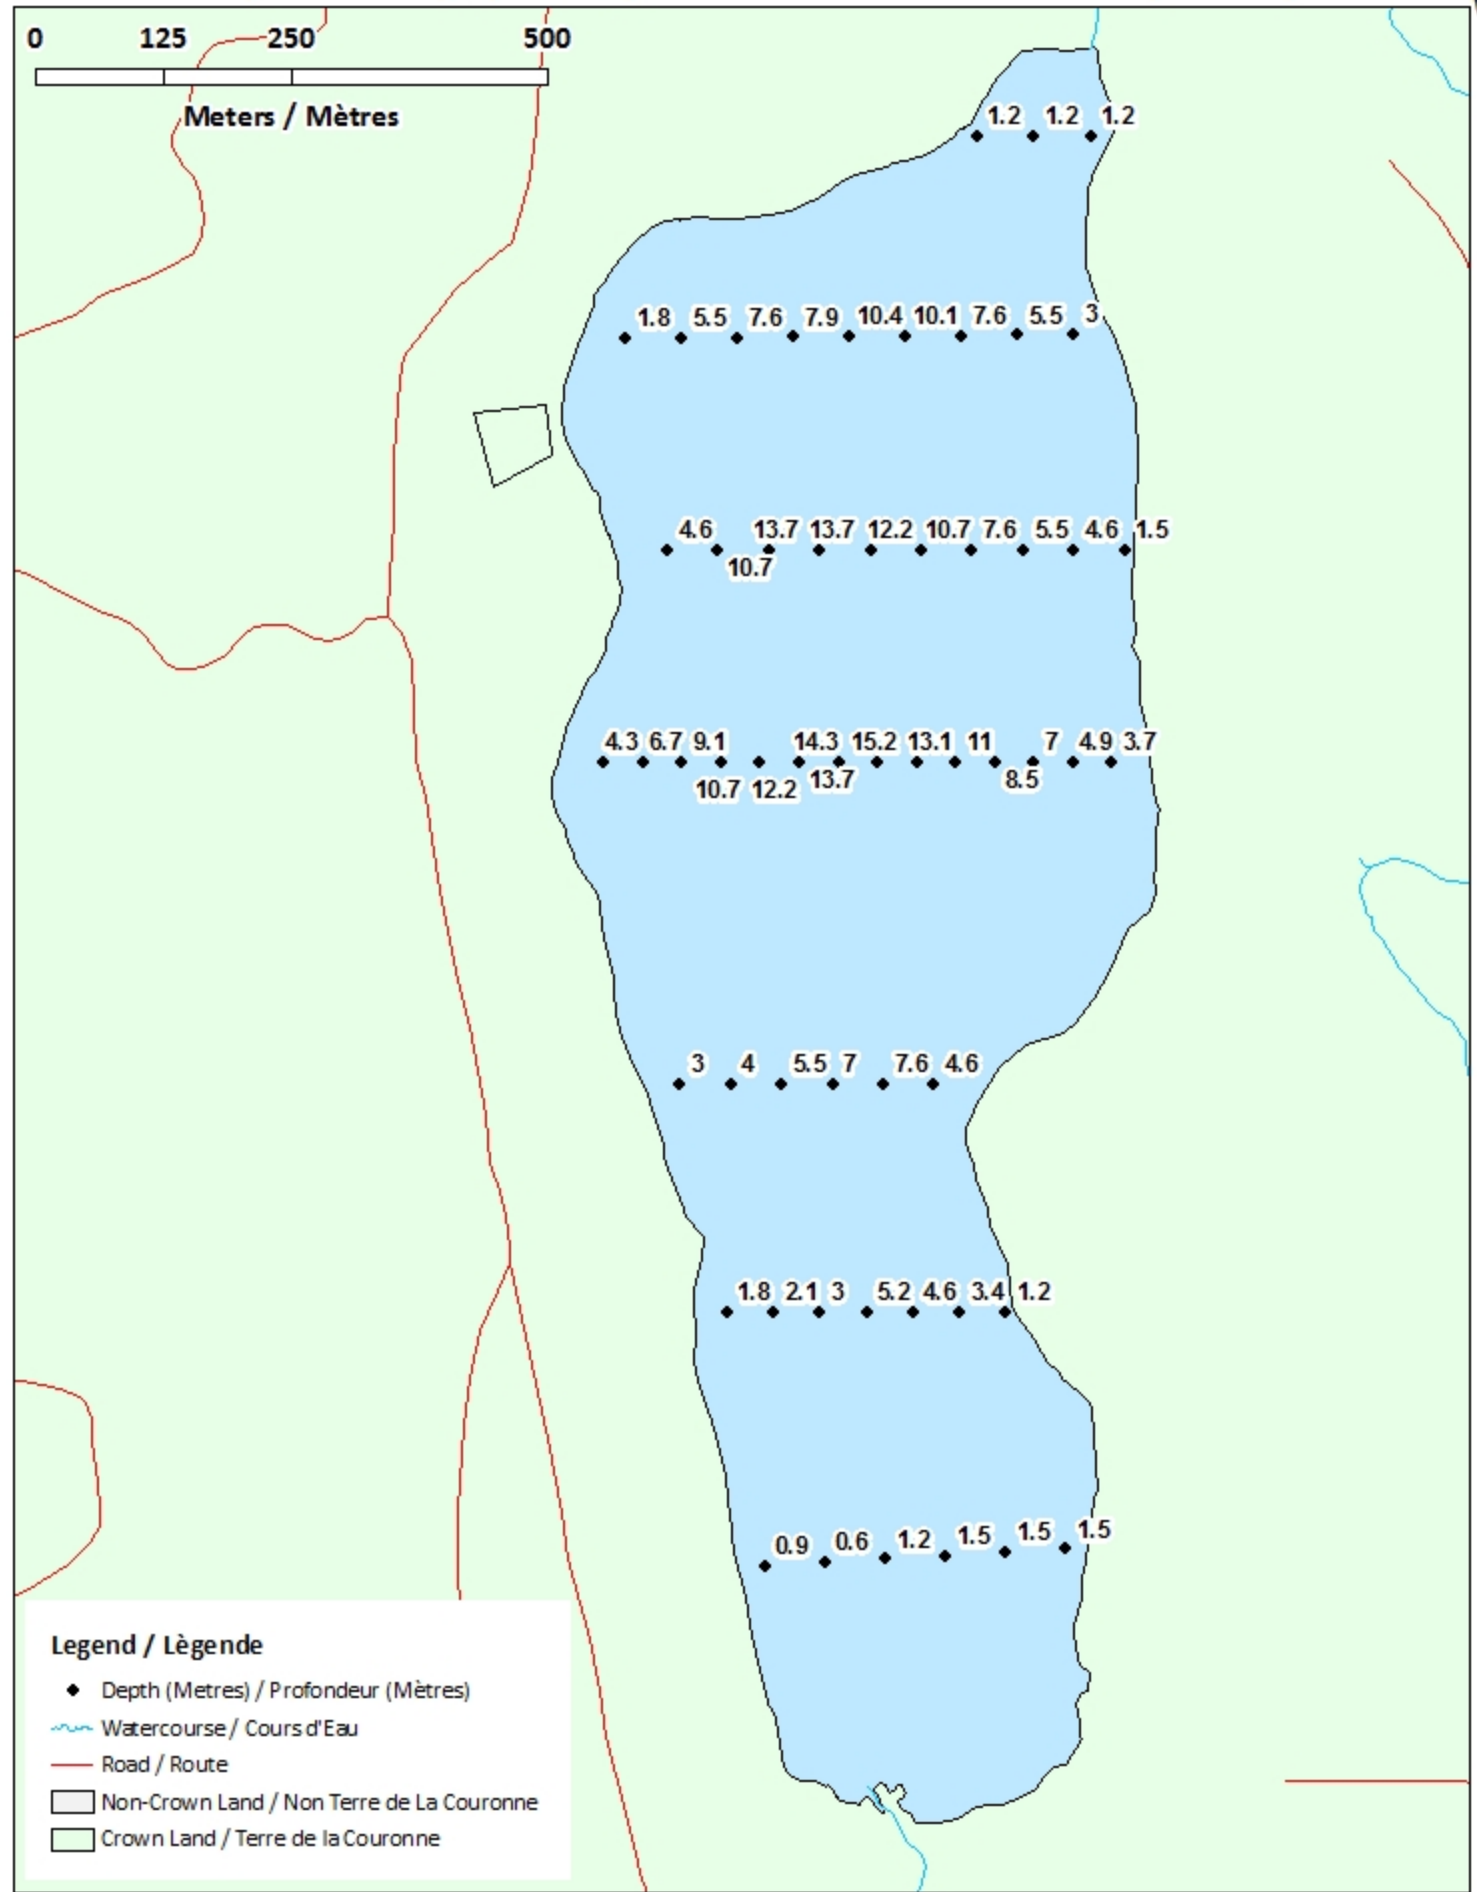 0 125 250 500
Meters / Mètres
1.2 1.2 1.2
1.8 5.5 7.6 7.9 10.4 10.1 7.6 5.5 3
4.6 13.7 13.7 12.2 10.7 7.6 5.5 4.6 1.5
10.7
4.3 6.7 9.1 14.3 15.2 13.1 11 7 4.9 3.7
10.7 12.2 13.7 8.5
3 4 5.5 7 7.6 4.6
1.8 2.1 3 5.2 4.6 3.4 1.2
0.9 0.6 1.2 1.5 1.5 1.5
Legend / Lègende
Depth (Metres) / Profondeur (Mètres)
Watercourse / Cours d'Eau
Road / Route
Non-Crown Land / Non Terre de La Couronne
Crown Land / Terre de la Couronne